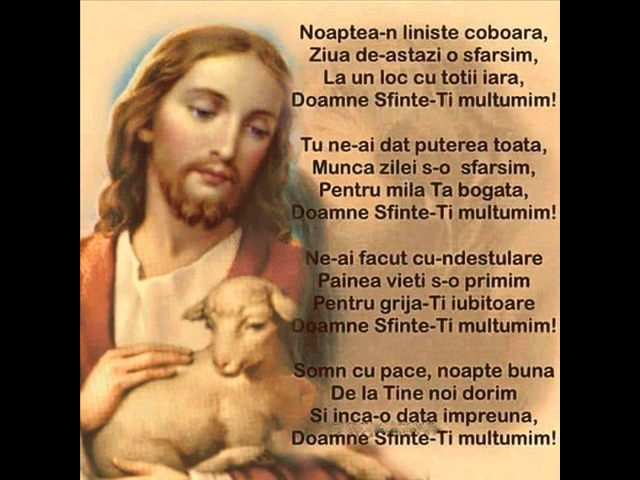 Noaptea-n liniste coboara,
Ziua de-astazi o sfarsim,
La un loc cu totii iara,
Doamne Sfinte-Ti multumim!
Tu ne-ai dat puterea toata,
Munca zilei s-o sfarsim,
Pentru mila Ta bogata,
Doamne Sfinte-Ti multumim!
Ne-ai facut cu-ndestulare
Painea vieti s-o primim
Pentru grija-Ti iubitoare
Doamne Sfinte-Ti multumim!
Somn cu pace, noapte buna
De la Tine noi dorim
Si inca-o data impreuna,
Doamne Sfinte-Ti multumim!